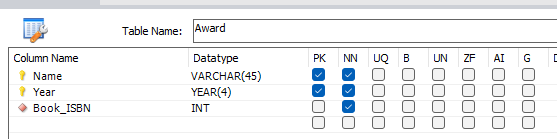 Table Name: Award
Column Name Datatype PK NN UQ B UN ZF AI G
Name VARCHAR(45)
Year YEAR(4)
Book_ISBN INT